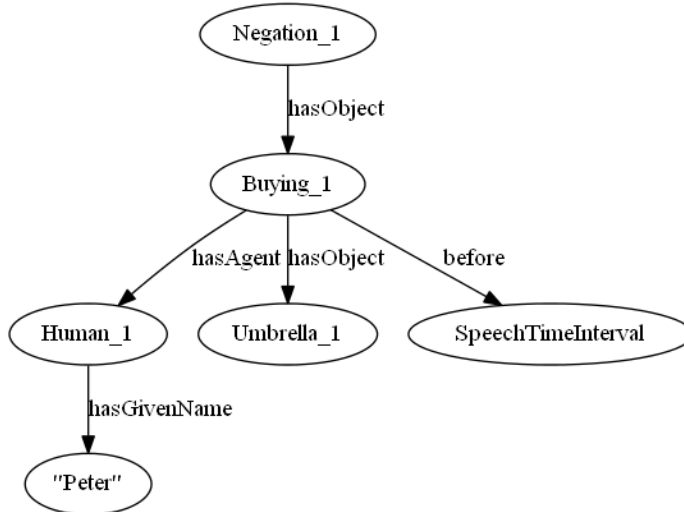 Negation_1
hasObject
Buying_1
hasAgent
hasObject
before
Human_1
Umbrella_1
SpeechTimeInterval
hasGivenName
"Peter"